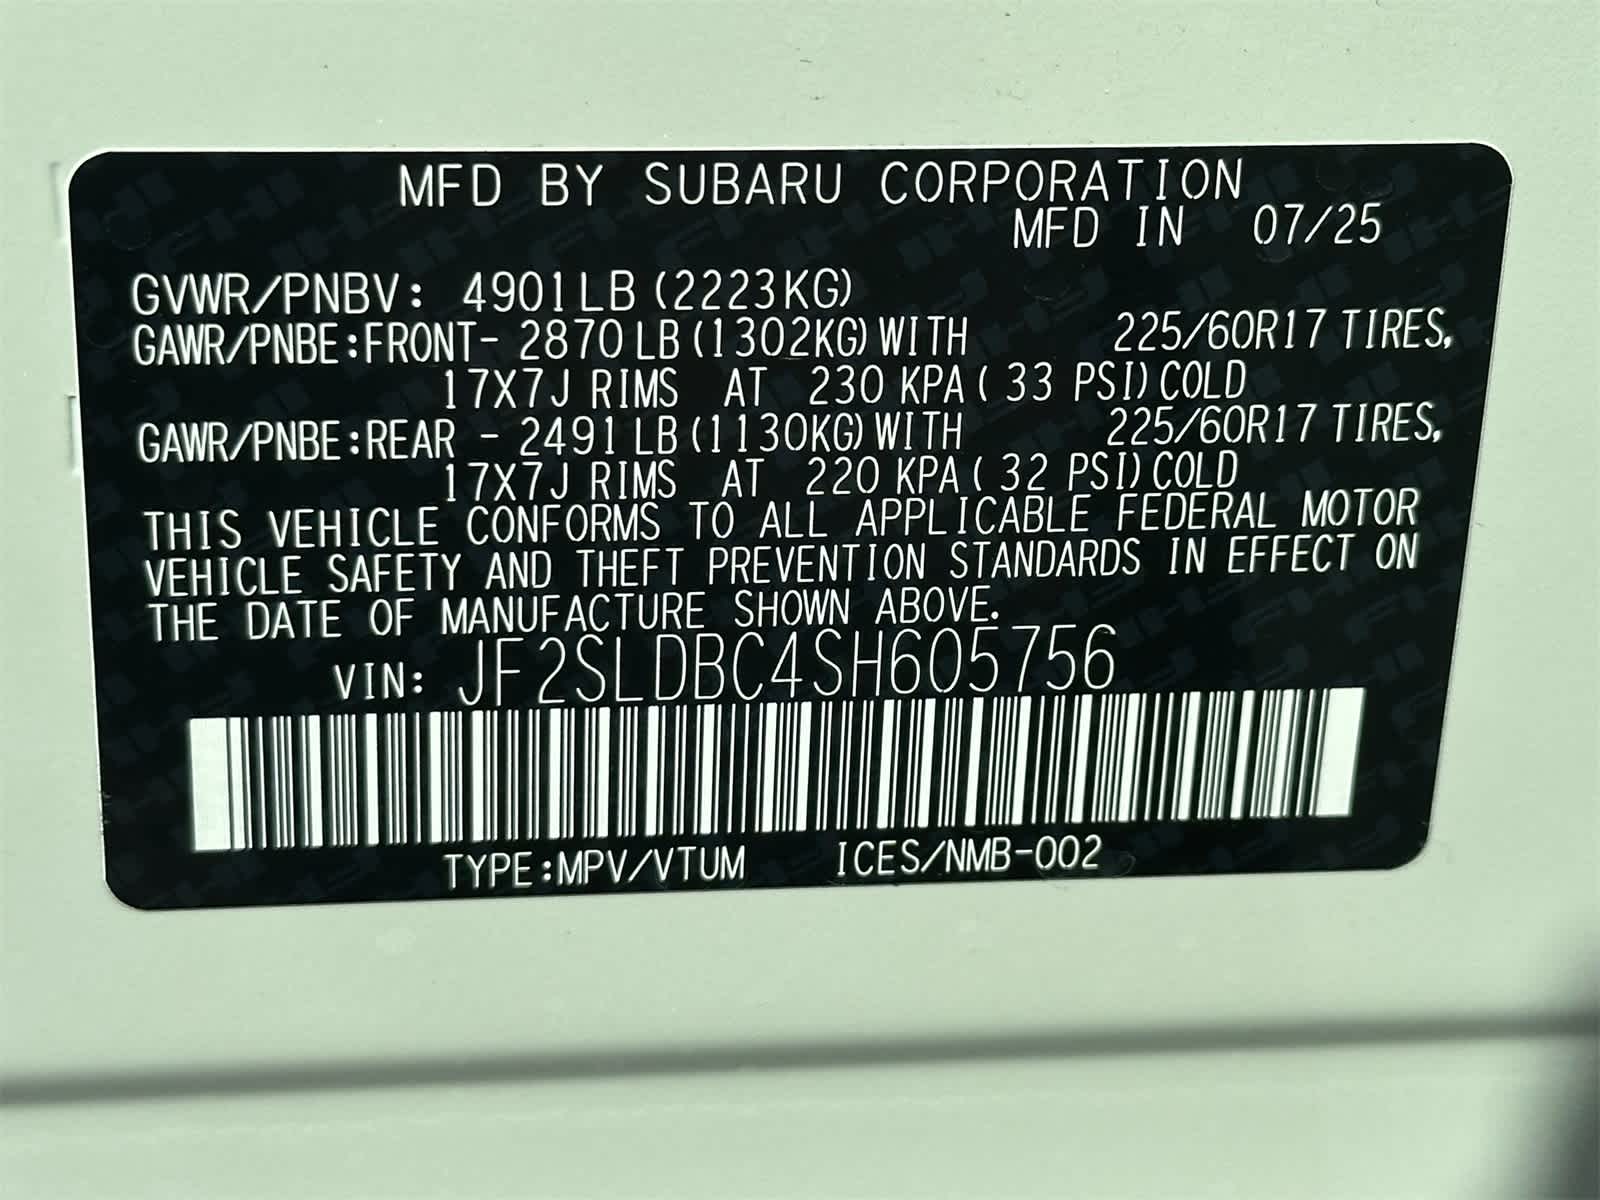 MFD BY SUBARU CORPORATION
MFD IN 07/25
GVWR/PNBV: 4901LB (2223KG)
GAWR/PNBE:FRONT- 2870 LB (1302KG) WITH 225/60R17 TIRES,
17X7J RIMS AT 230 KPA ( 33 PSI) COLD
GAWR/PNBE:REAR - 2491 LB (1130KG) WITH 225/60R17 TIRES,
17X7J RIMS AT 220 KPA ( 32 PSI) COLD
THIS VEHICLE CONFORMS TO ALL APPLICABLE FEDERAL MOTOR
VEHICLE SAFETY AND THEFT PREVENTION STANDARDS IN EFFECT ON
THE DATE OF MANUFACTURE SHOWN ABOVE.
VIN: JF2SLDBC4SH605756
TYPE:MPV/VTUM ICES/NMB-002